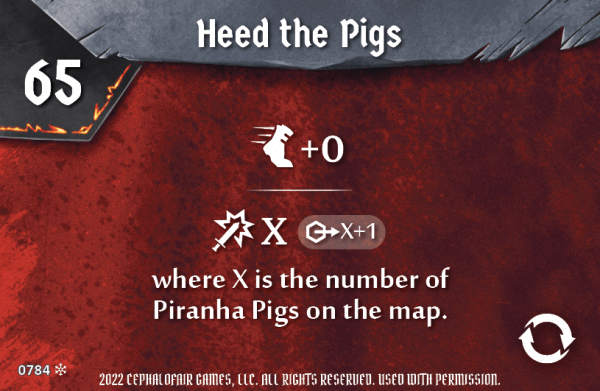 Heed the Pigs
65
+0
X X+1
where X is the number of
Piranha Pigs on the map.
0784
2022 CEPHALOFAIR GAMES, LLC. ALL RIGHTS RESERVED. USED WITH PERMISSION.